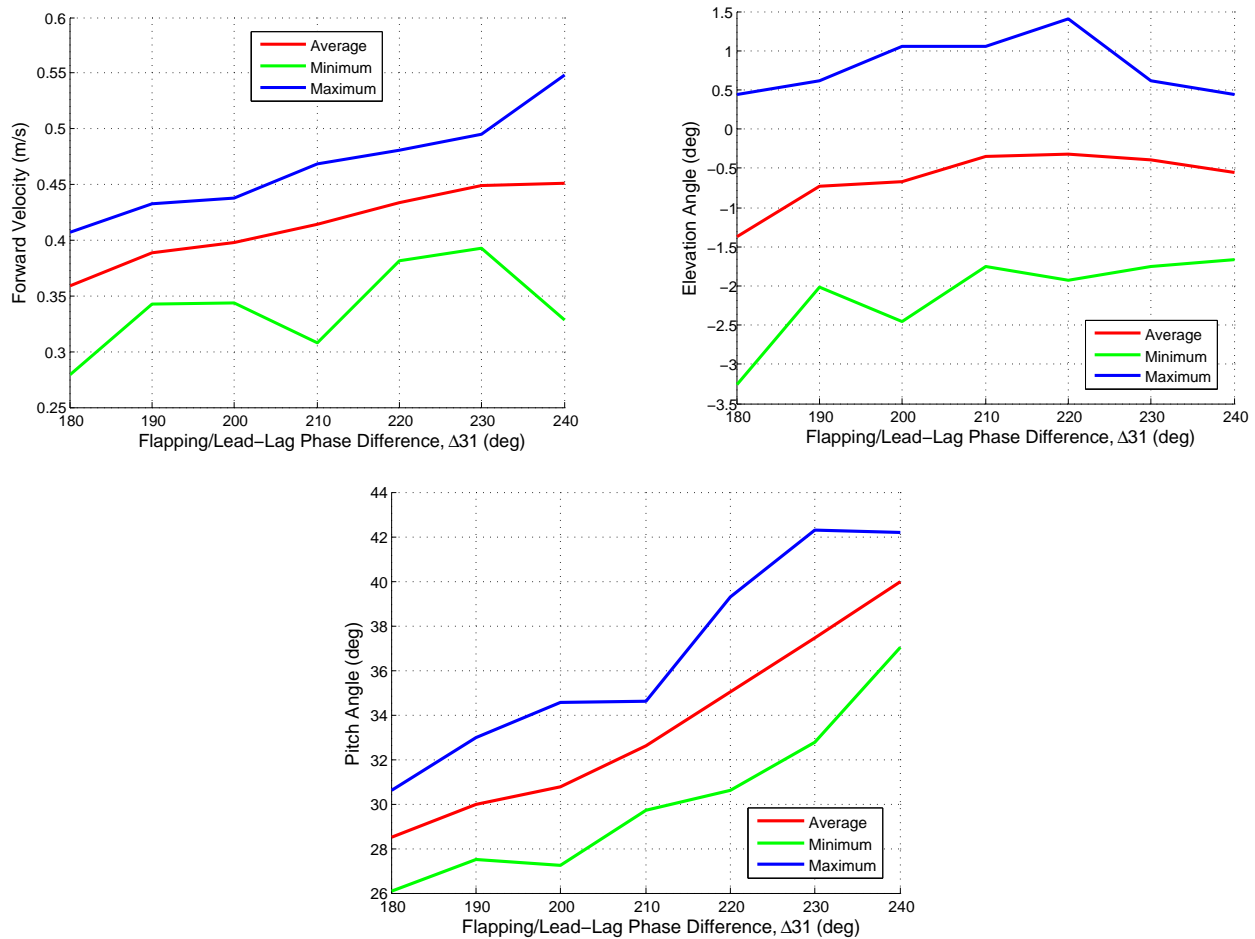 0.6
0.55
0.5
0.45
0.4
0.35
0.3
0.25
Forward Velocity (m/s)
Average
Minimum
Maximum
180 190 200 210 220 230 240
Flapping/Lead−Lag Phase Difference, Δ31 (deg)
1.5
1
0.5
0
−0.5
−1
−1.5
−2
−2.5
−3
−3.5
Elevation Angle (deg)
Average
Minimum
Maximum
180 190 200 210 220 230 240
Flapping/Lead−Lag Phase Difference, Δ31 (deg)
44
42
40
38
36
34
32
30
28
26
Pitch Angle (deg)
Average
Minimum
Maximum
180 190 200 210 220 230 240
Flapping/Lead−Lag Phase Difference, Δ31 (deg)